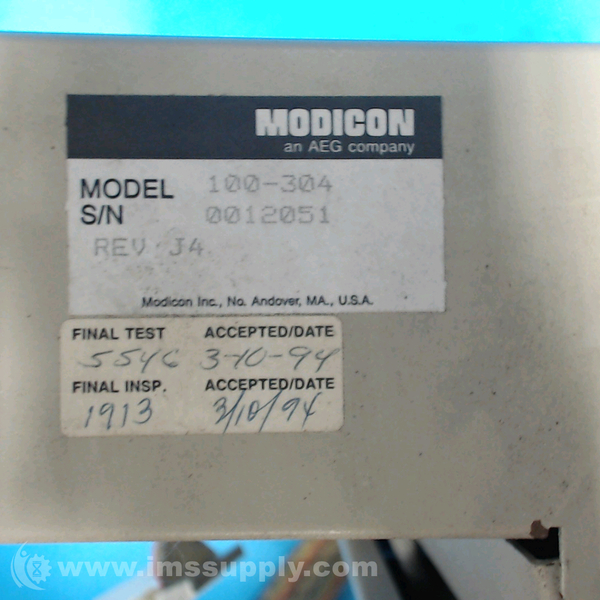 MODICON
an AEG company
MODEL 100-304
S/N 0012051
REV J4
Modicon Inc., No. Andover, MA., U.S.A.
FINAL TEST ACCEPTED/DATE
5546 3-10-94
FINAL INSP. ACCEPTED/DATE
1913 3/10/94
www.imssupply.com